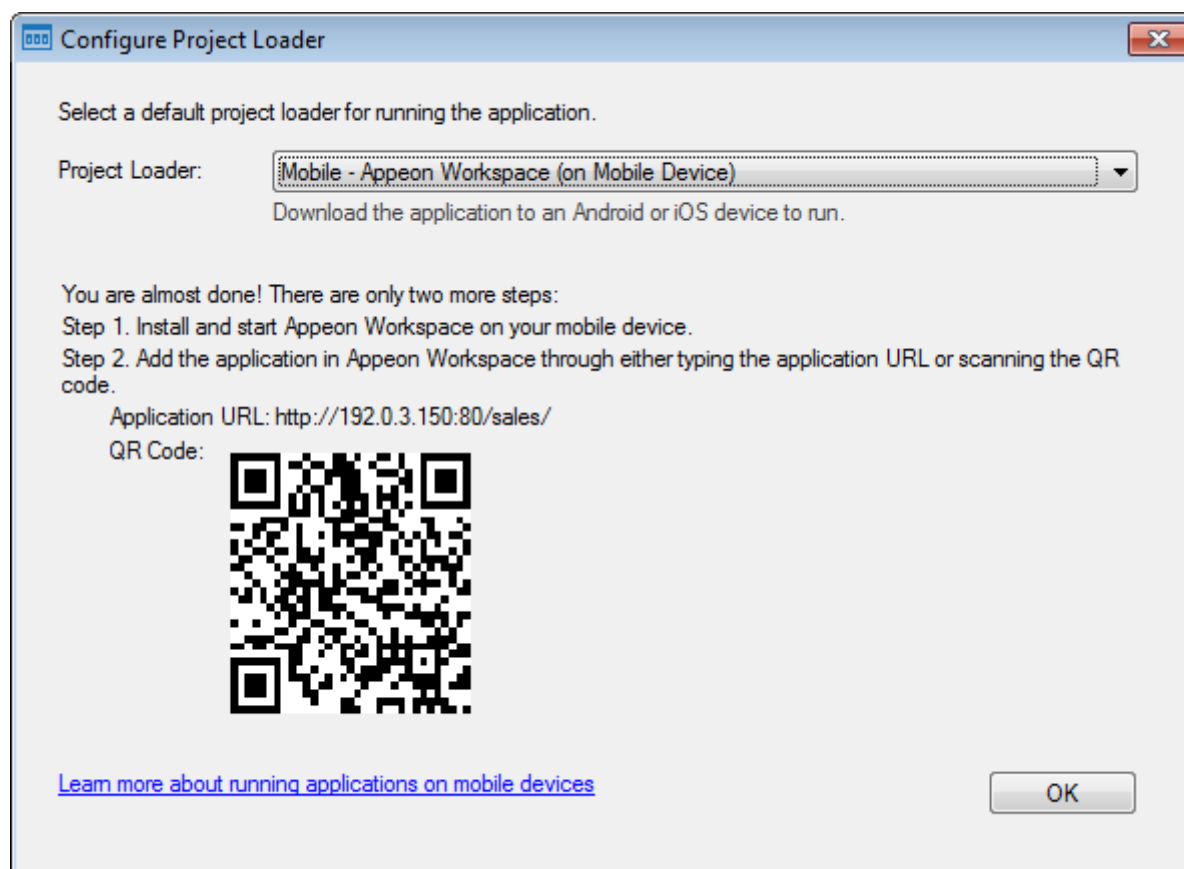 Configure Project Loader
Select a default project loader for running the application.
Project Loader: Mobile - Appeon Workspace (on Mobile Device)
Download the application to an Android or iOS device to run.
You are almost done! There are only two more steps:
Step 1. Install and start Appeon Workspace on your mobile device.
Step 2. Add the application in Appeon Workspace through either typing the application URL or scanning the QR
code.
Application URL: http://192.0.3.150:80/sales/
QR Code:
Learn more about running applications on mobile devices
OK